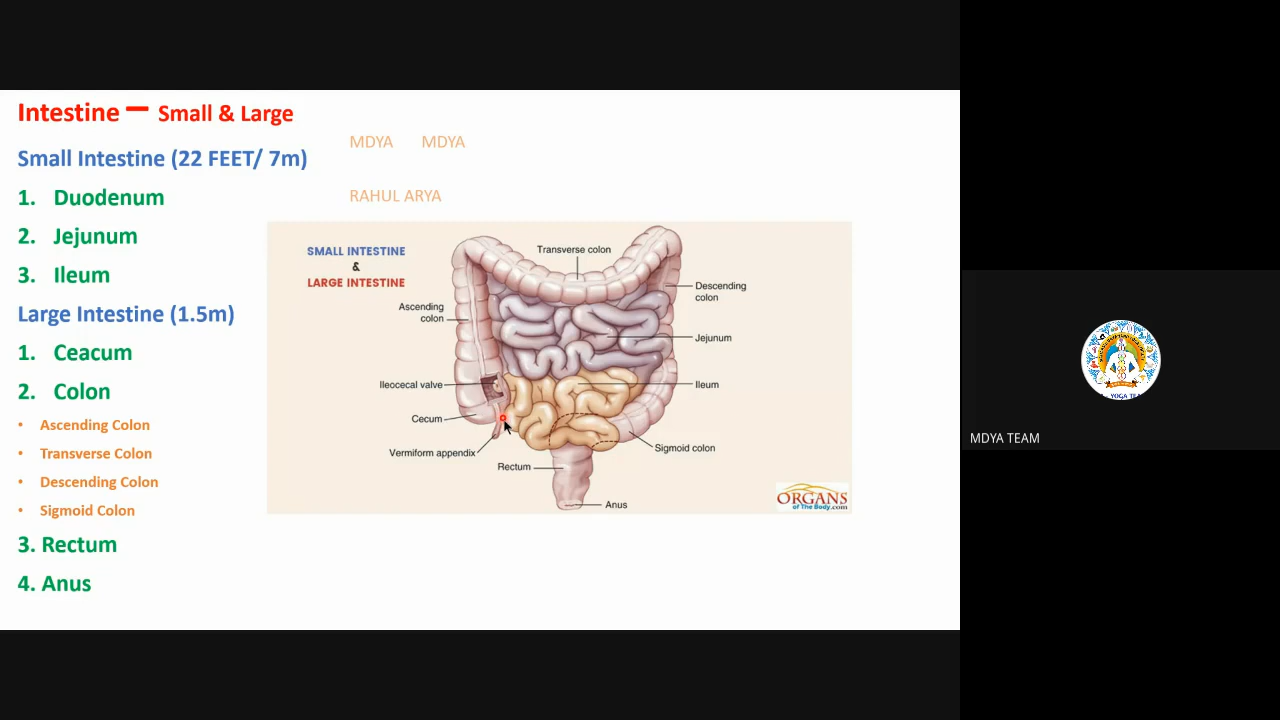 Intestine – Small & Large
MDYA MDYA
Small Intestine (22 FEET/ 7m)
RAHUL ARYA
1. Duodenum
2. Jejunum
3. Ileum
Large Intestine (1.5m)
1. Ceacum
2. Colon
• Ascending Colon
• Transverse Colon
• Descending Colon
• Sigmoid Colon
3. Rectum
4. Anus
SMALL INTESTINE
&
LARGE INTESTINE
Transverse colon
Descending
colon
Ascending
colon
Jejunum
Ileocecal valve
Ileum
Cecum
Vermiform appendix
Sigmoid colon
Rectum
Anus
ORGANS
of The Body.com
MDYA TEAM